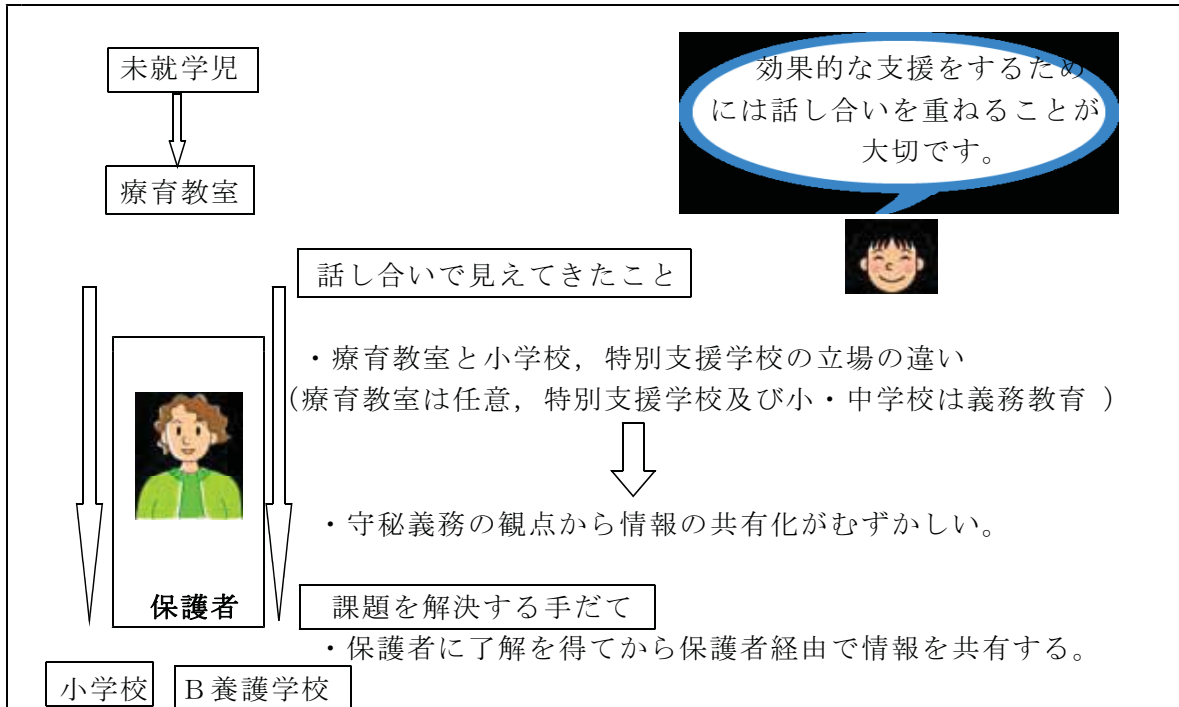 未就学児
療育教室
効果的な支援をするため
には話し合いを重ねることが
大切です。
話し合いで見えてきたこと
・療育教室と小学校，特別支援学校の立場の違い
(療育教室は任意，特別支援学校及び小・中学校は義務教育 )
・守秘義務の観点から情報の共有化がむずかしい。
保護者
課題を解決する手だて
・保護者に了解を得てから保護者経由で情報を共有する。
小学校
Ｂ養護学校